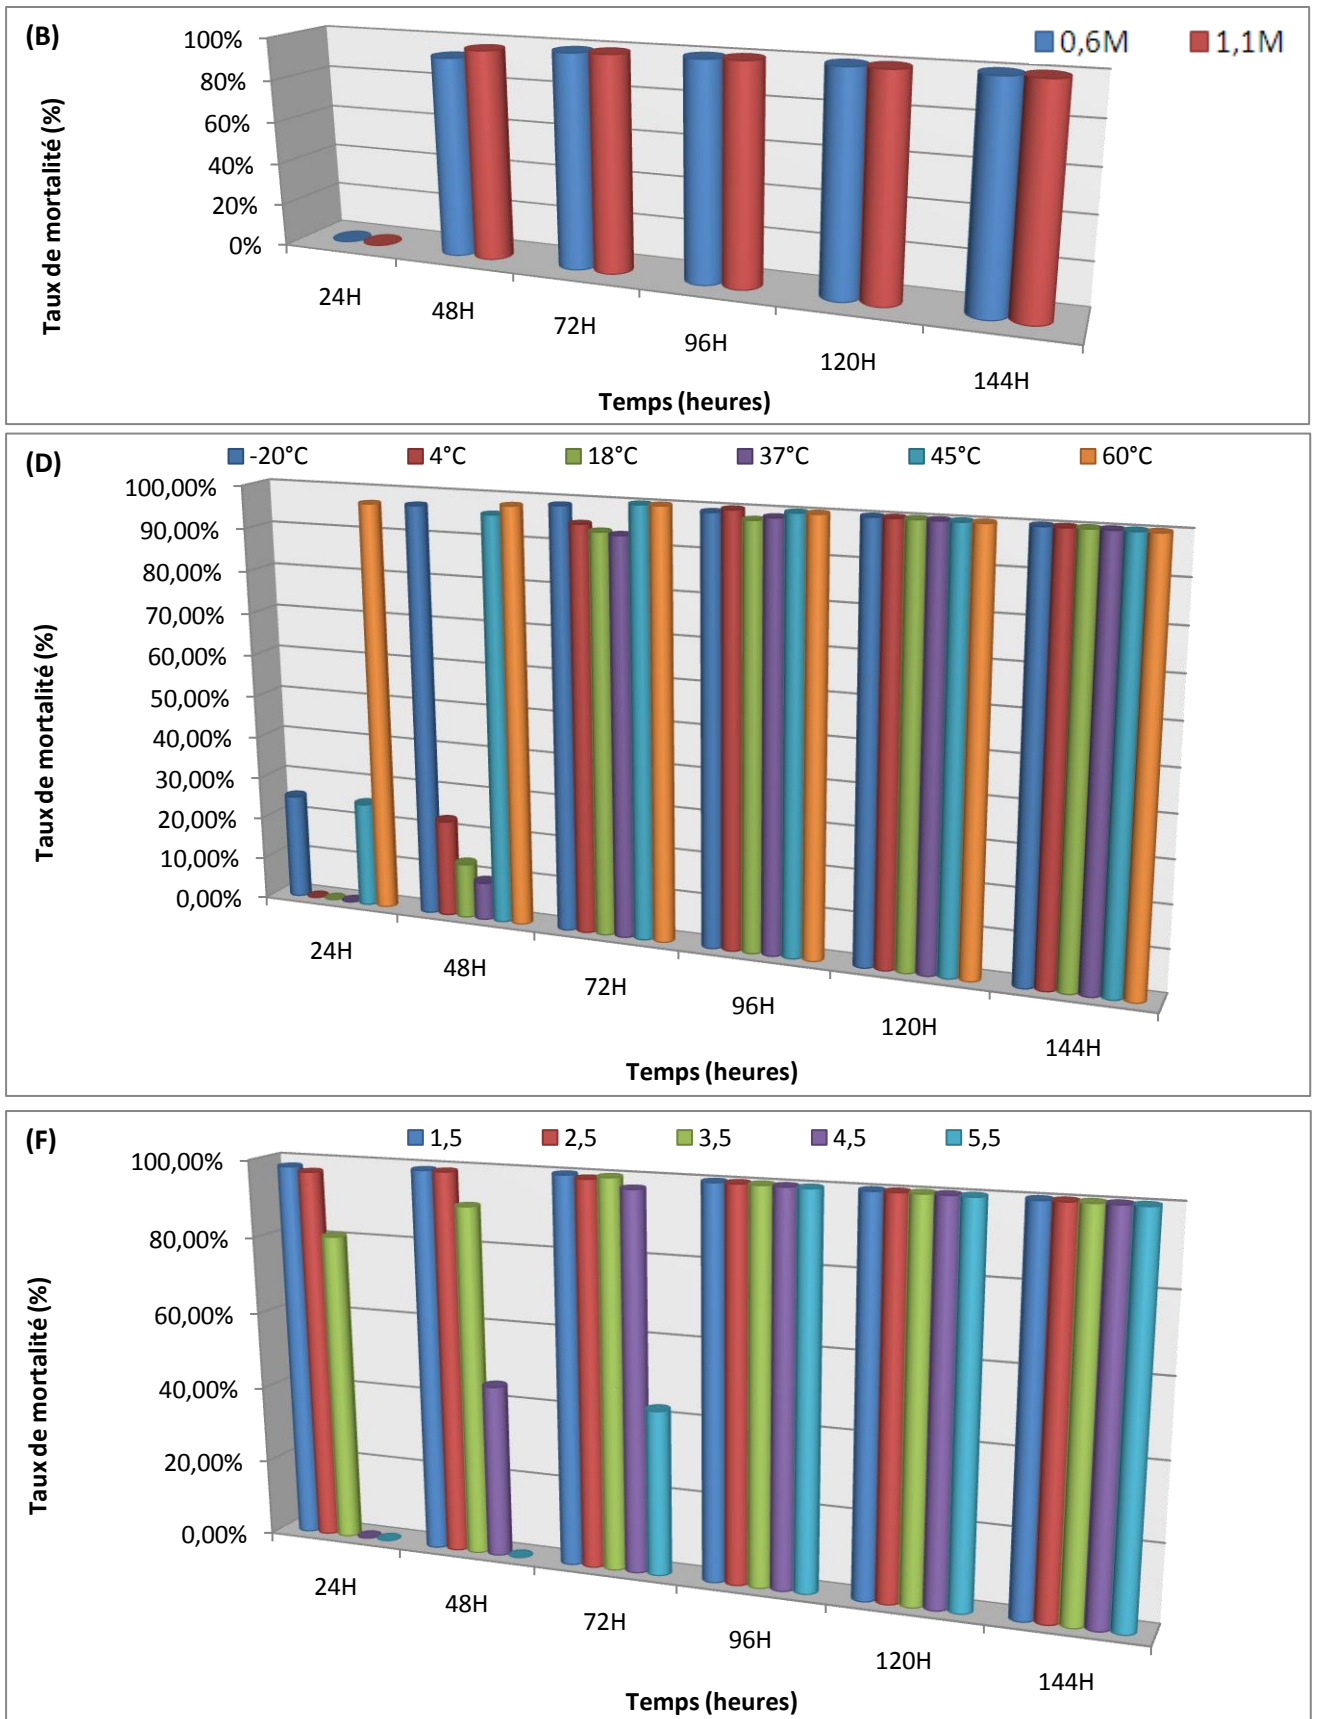 (B)
0,6M 1,1M
Taux de mortalité (%)
100%
80%
60%
40%
20%
0%
24H
48H
72H
96H
120H
144H
Temps (heures)
(D)
-20°C 4°C 18°C 37°C 45°C 60°C
Taux de mortalité (%)
100,00%
90,00%
80,00%
70,00%
60,00%
50,00%
40,00%
30,00%
20,00%
10,00%
0,00%
24H
48H
72H
96H
120H
144H
Temps (heures)
(F)
1,5 2,5 3,5 4,5 5,5
Taux de mortalité (%)
100,00%
80,00%
60,00%
40,00%
20,00%
0,00%
24H
48H
72H
96H
120H
144H
Temps (heures)